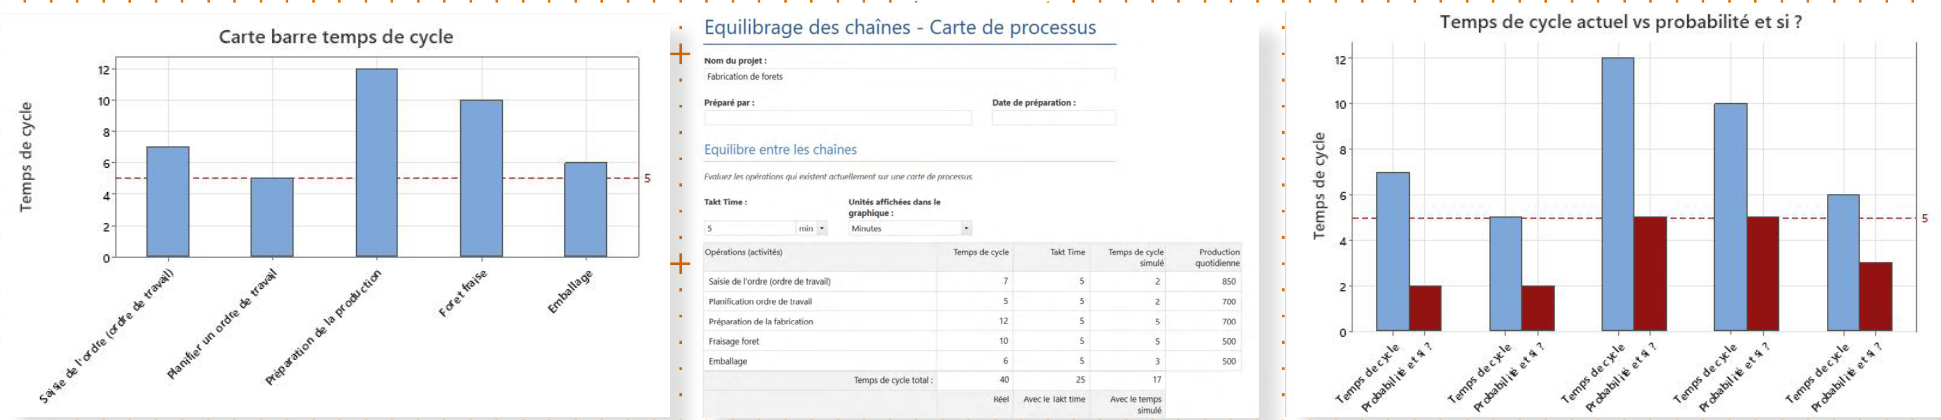 Carte barre temps de cycle
Temps de cycle
12
10
8
6
4
2
0
5
Saisie de l'ordre (ordre de travail)
Planifier un ordre de travail
Préparation de la production
Foret fraise
Emballage
Equilibrage des chaînes - Carte de processus
Nom du projet :
Fabrication de forets
Préparé par :
Date de préparation :
Equilibre entre les chaînes
Evaluez les opérations qui existent actuellement sur une carte de processus.
Takt Time :
Unités affichées dans le
graphique :
5 min
Minutes
Opérations (activités) Temps de cycle Takt Time Temps de cycle simulé Production quotidienne
Saisie de l'ordre (ordre de travail) 7 5 2 850
Planification ordre de travail 5 5 2 700
Préparation de la fabrication 12 5 5 700
Fraisage foret 10 5 5 500
Emballage 6 5 3 500
Temps de cycle total : 40 25 17
Réel Avec le Takt time Avec le temps simulé
Temps de cycle actuel vs probabilité et si ?
Temps de cycle
12
10
8
6
4
2
0
5
Temps de cycle
Probabilité et si ?
Temps de cycle
Probabilité et si ?
Temps de cycle
Probabilité et si ?
Temps de cycle
Probabilité et si ?
Temps de cycle
Probabilité et si ?